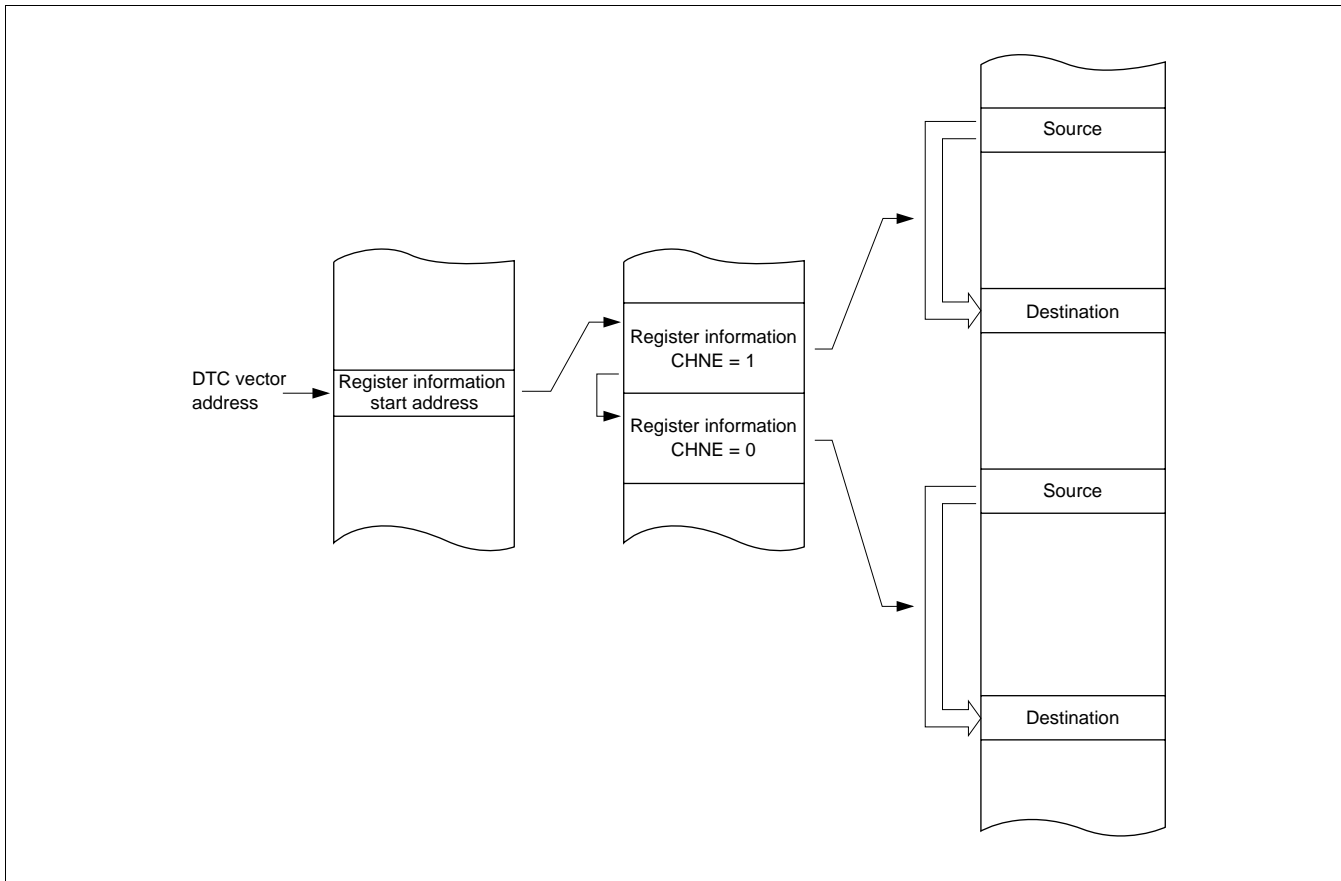 DTC vector
address
Register information
start address
Register information
CHNE = 1
Register information
CHNE = 0
Source
Destination
Source
Destination